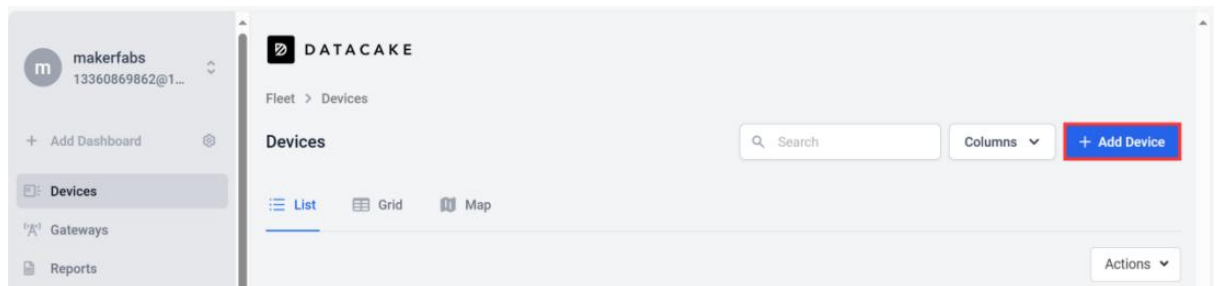 m
makerfabs
13360869862@1...
+ Add Dashboard
Devices
Gateways
Reports
DATACAKE
Fleet > Devices
Devices
Search
Columns
+ Add Device
List
Grid
Map
Actions